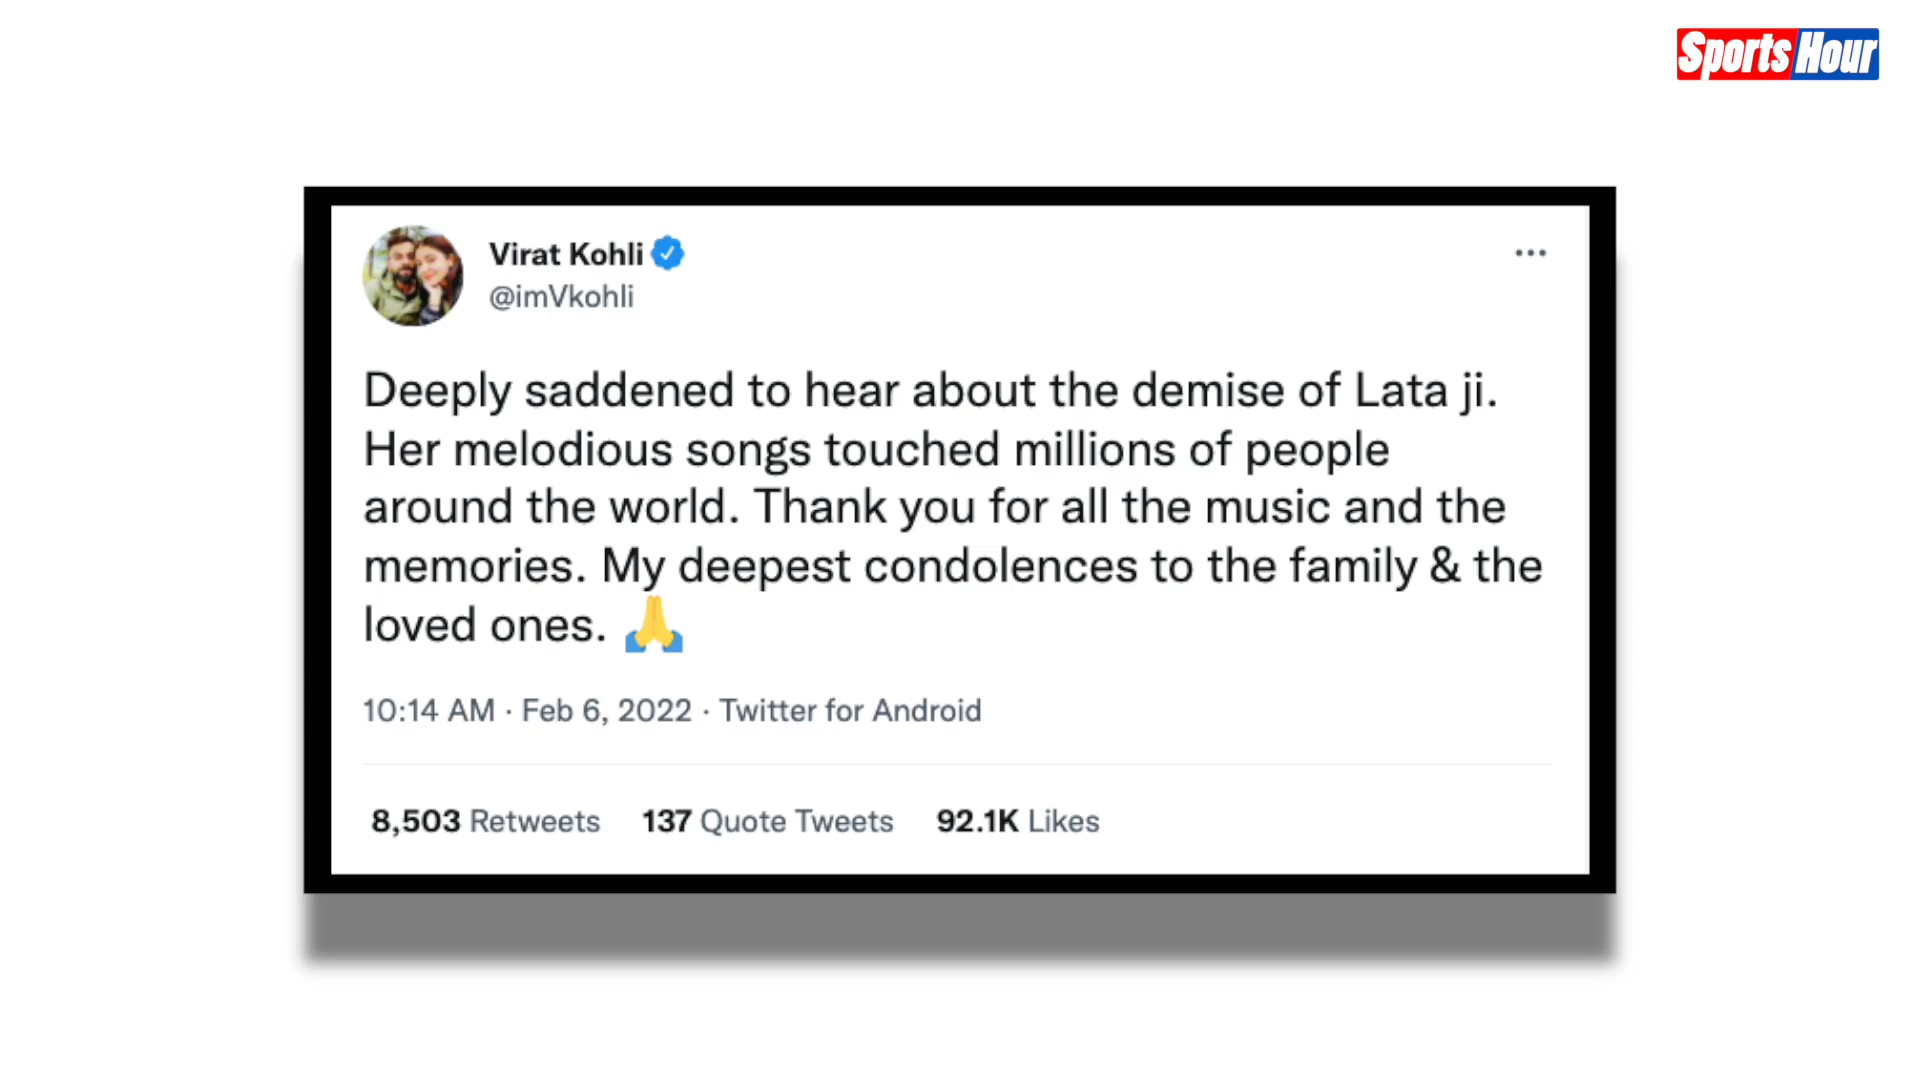 Sports Hour
Virat Kohli
@imVkohli
Deeply saddened to hear about the demise of Lata ji.
Her melodious songs touched millions of people
around the world. Thank you for all the music and the
memories. My deepest condolences to the family & the
loved ones. 🙏
10:14 AM · Feb 6, 2022 · Twitter for Android
8,503 Retweets 137 Quote Tweets 92.1K Likes